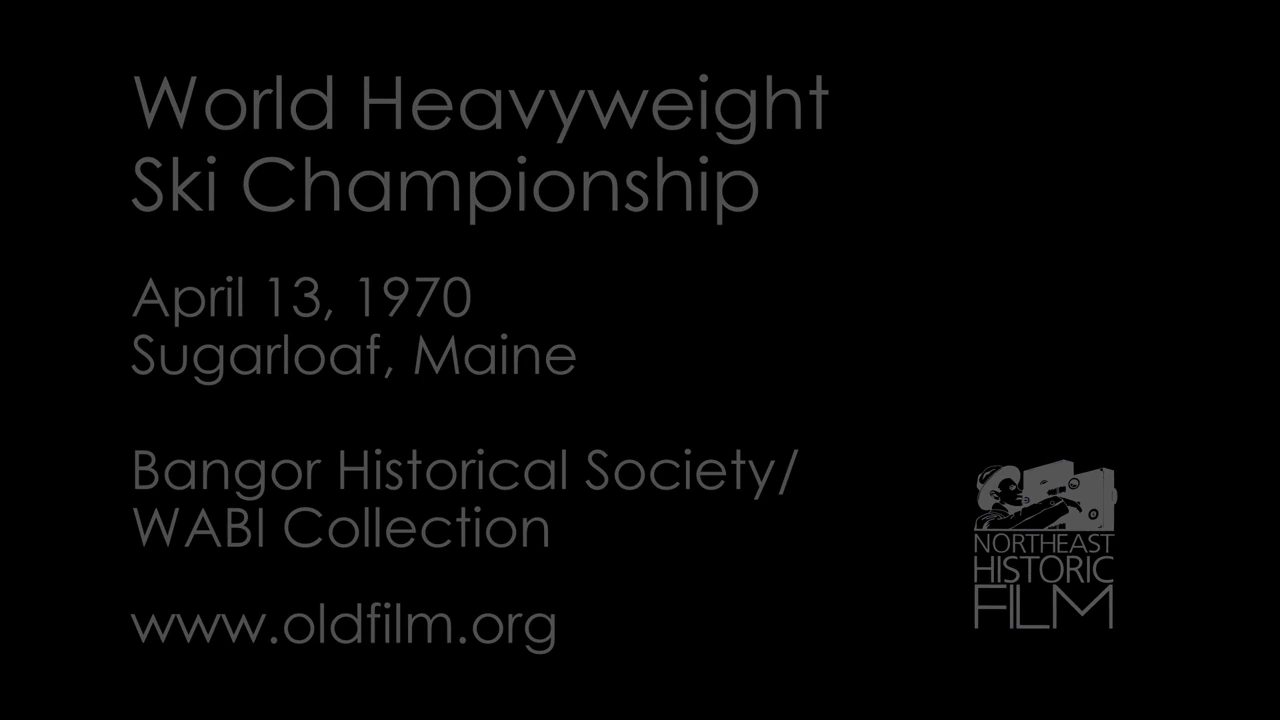 World Heavyweight
Ski Championship
April 13, 1970
Sugarloaf, Maine
Bangor Historical Society/
WABI Collection
www.oldfilm.org
NORTHEAST
HISTORIC
FILM